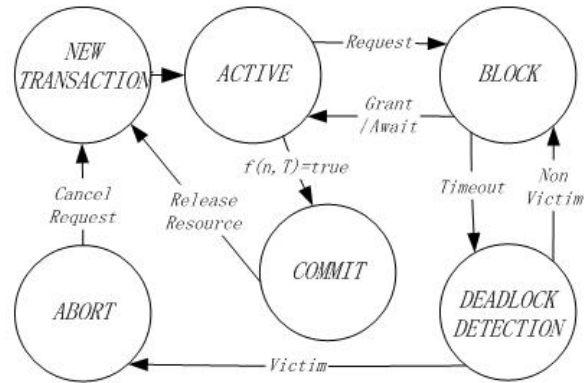 NEW
TRANSACTION
ACTIVE
Request
BLOCK
Grant
/Await
f(n,T)=true
Timeout
Non
Victim
Cancel
Request
Release
Resource
COMMIT
ABORT
DEADLOCK
DETECTION
Victim